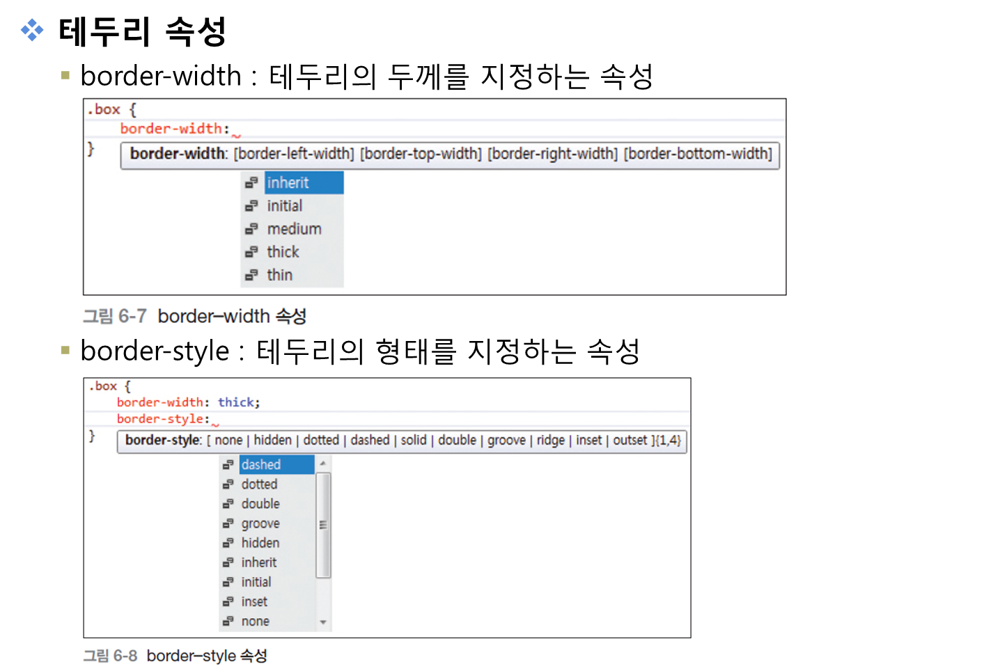 테두리 속성
border-width : 테두리의 두께를 지정하는 속성
.box {
border-width:
}
border-width: [border-left-width] [border-top-width] [border-right-width] [border-bottom-width]
inherit
initial
medium
thick
thin
그림 6-7 border-width 속성
border-style : 테두리의 형태를 지정하는 속성
.box {
border-width: thick;
border-style:
}
border-style: [ none | hidden | dotted | dashed | solid | double | groove | ridge | inset | outset ]{1,4}
dashed
dotted
double
groove
hidden
inherit
initial
inset
none
그림 6-8 border-style 속성